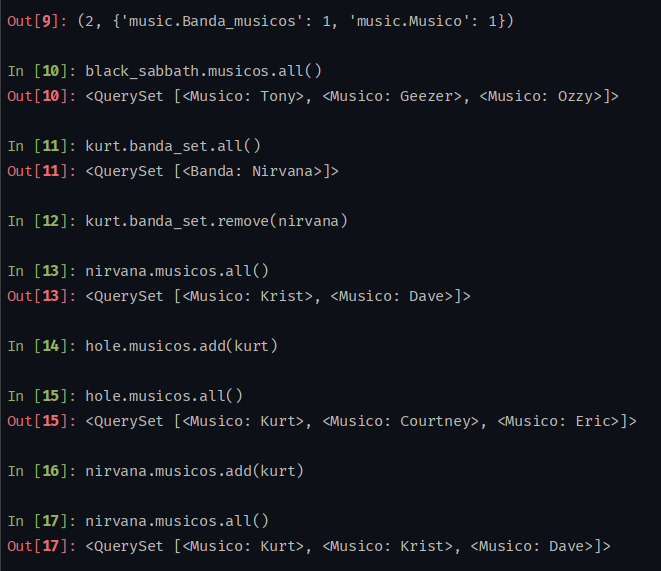 Out[9]: (2, {'music.Banda_musicos': 1, 'music.Musico': 1})
In [10]: black_sabbath.musicos.all()
Out[10]: <QuerySet [<Musico: Tony>, <Musico: Geezer>, <Musico: Ozzy>]>
In [11]: kurt.banda_set.all()
Out[11]: <QuerySet [<Banda: Nirvana>]>
In [12]: kurt.banda_set.remove(nirvana)
In [13]: nirvana.musicos.all()
Out[13]: <QuerySet [<Musico: Krist>, <Musico: Dave>]>
In [14]: hole.musicos.add(kurt)
In [15]: hole.musicos.all()
Out[15]: <QuerySet [<Musico: Kurt>, <Musico: Courtney>, <Musico: Eric>]>
In [16]: nirvana.musicos.add(kurt)
In [17]: nirvana.musicos.all()
Out[17]: <QuerySet [<Musico: Kurt>, <Musico: Krist>, <Musico: Dave>]>